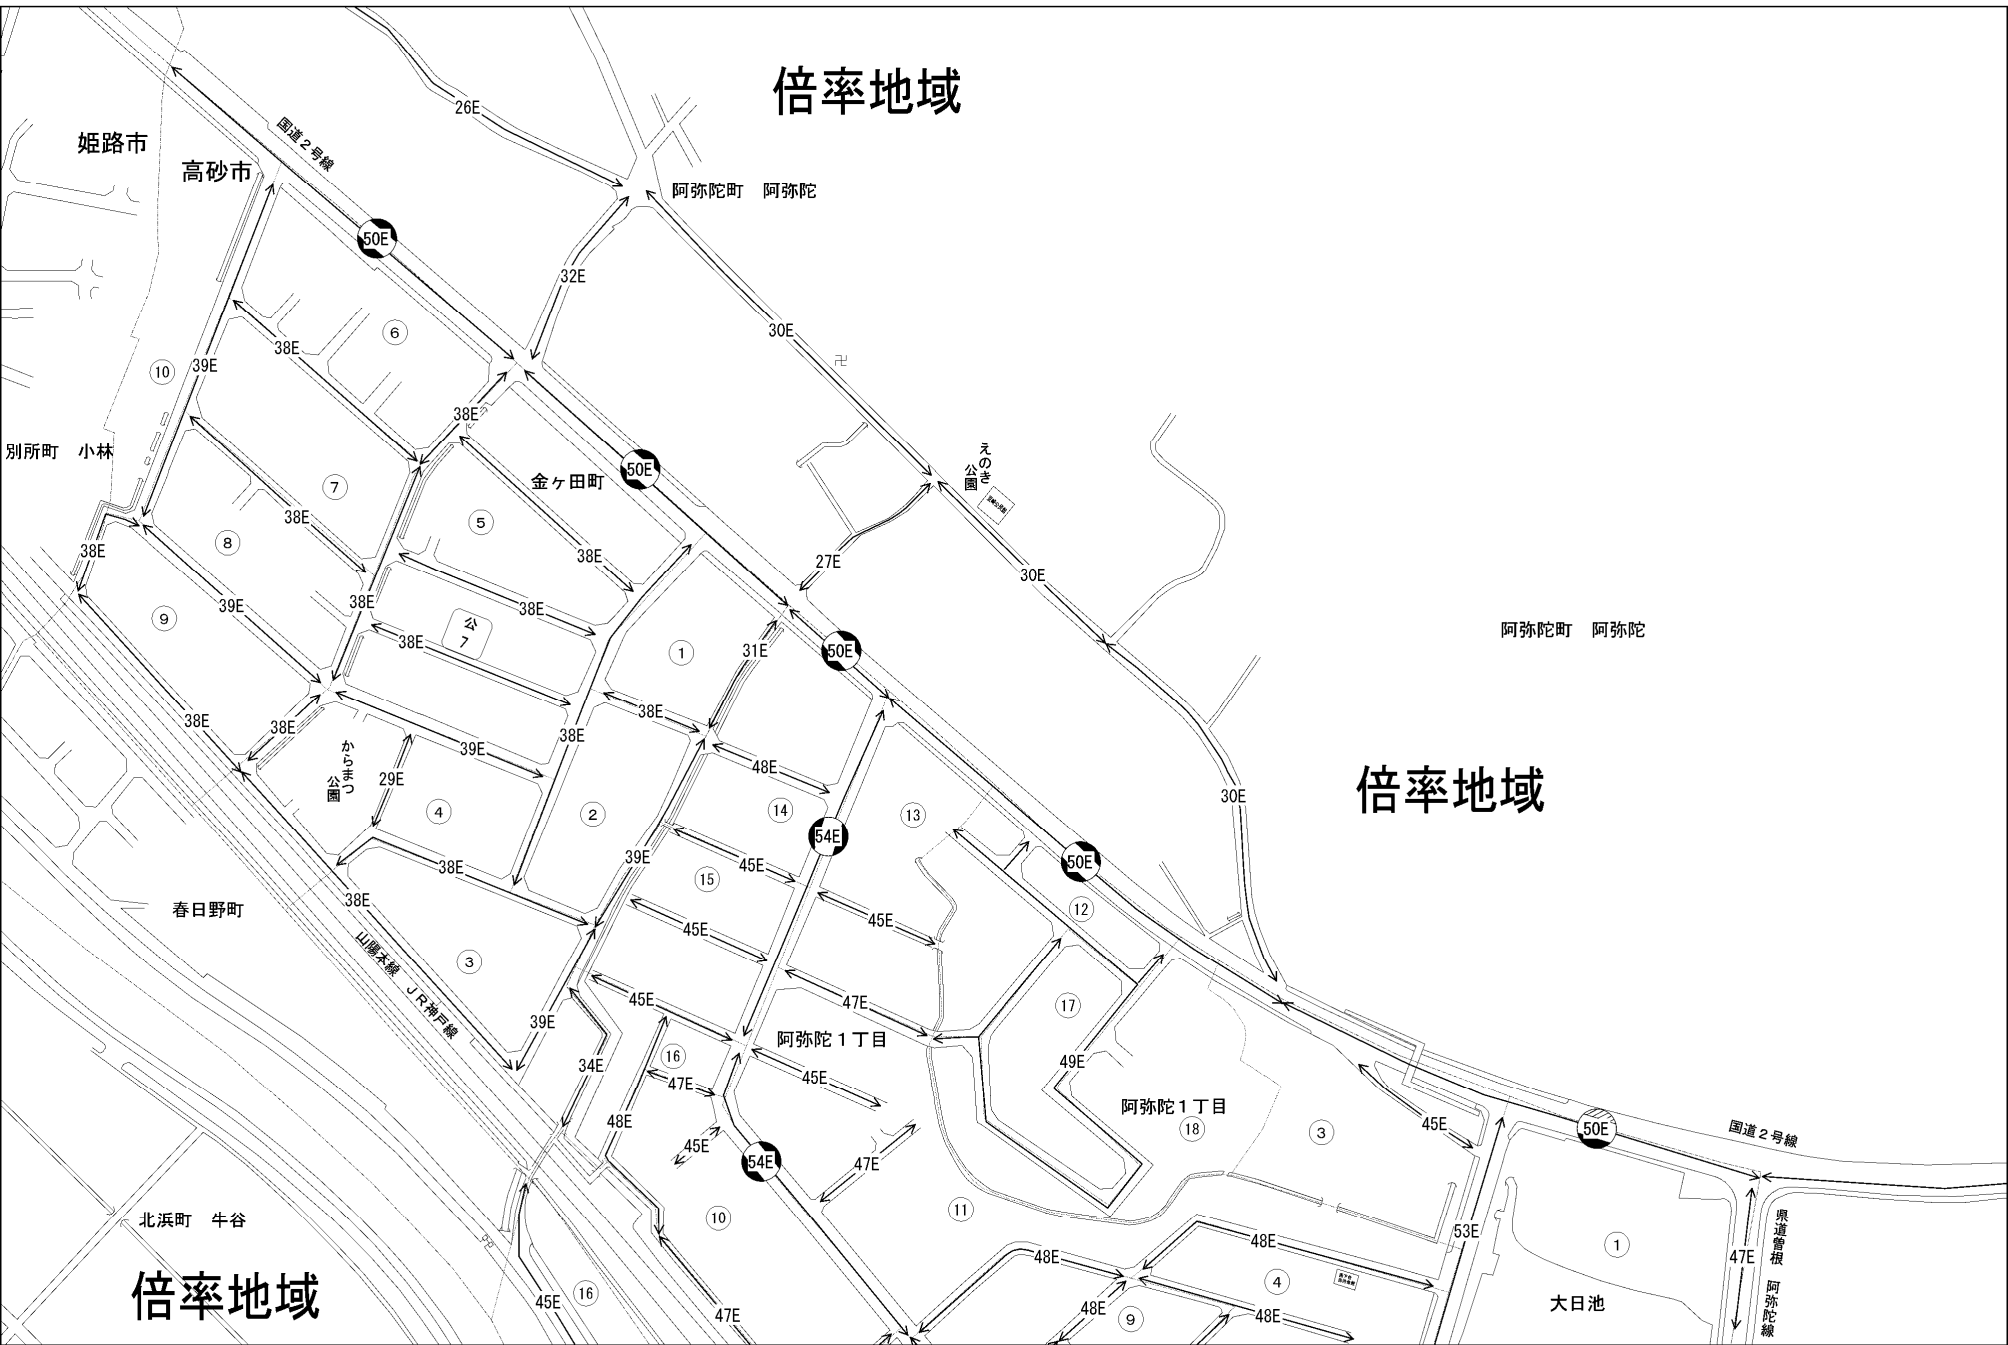 倍率地域
26E
国道２号線
姫路市
高砂市
阿弥陀町　阿弥陀
50E
32E
30E
6
38E
39E
10
38E
別所町　小林
金ヶ田町
50E
えのき
公園
7
5
38E
8
38E
38E
27E
30E
38E
39E
38E
38E
公
7
38E
9
1
31E
50E
阿弥陀町　阿弥陀
38E
38E
38E
39E
38E
48E
からまつ
公園
29E
4
2
14
54E
13
30E
倍率地域
39E
45E
50E
38E
15
38E
春日野町
45E
45E
12
山陽本線　ＪＲ神戸線
3
45E
47E
17
39E
阿弥陀１丁目
34E
16
47E
45E
49E
48E
阿弥陀１丁目
18
3
45E
50E
国道２号線
45E
54E
47E
北浜町　牛谷
10
11
53E
48E
1
県道曽根　阿弥陀線
47E
倍率地域
48E
4
大日池
45E
16
47E
48E
9
48E